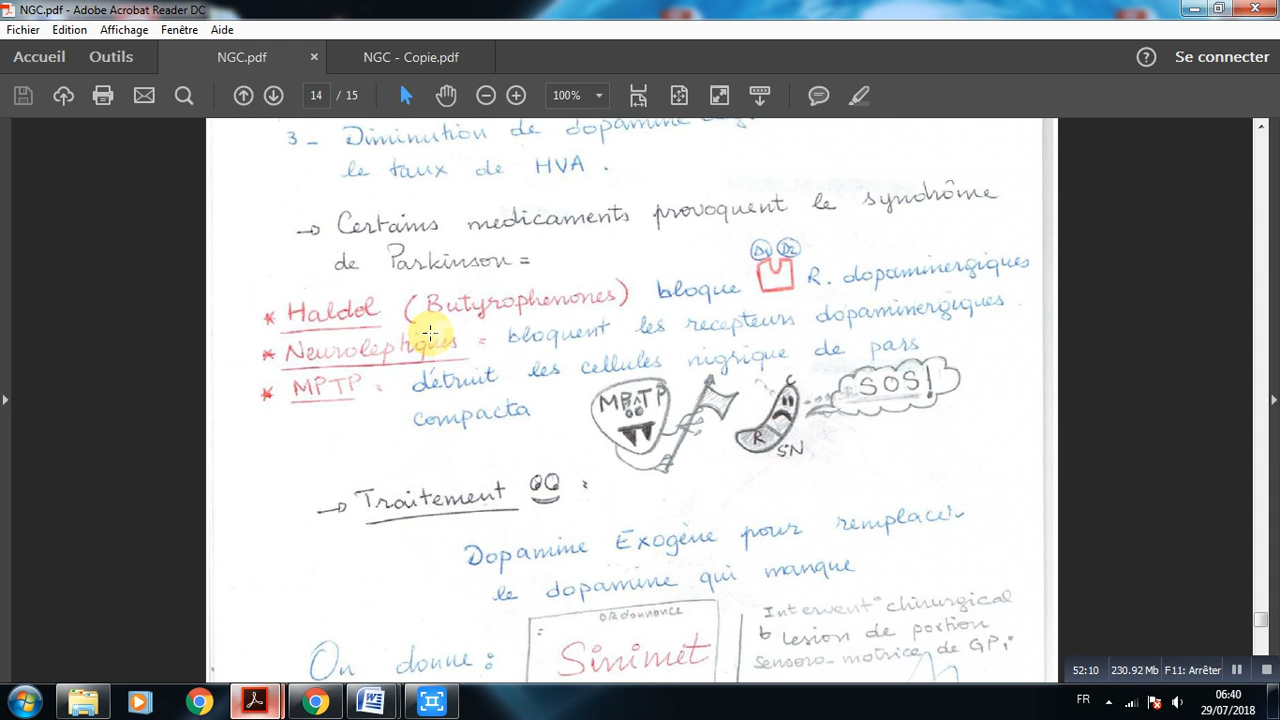 NGC.pdf - Adobe Acrobat Reader DC
Fichier Edition Affichage Fenêtre Aide
Accueil Outils NGC.pdf × NGC - Copie.pdf ? Se connecter
14 / 15 100%
3 - Diminution de dopamine
le taux de HVA .
→ Certains medicaments provoquent le syndrôme
de Parkinson =
D1 D2
* Haldol (Butyrophenones) bloque R. dopaminergiques
* Neuroleptiques = bloquent les recepteurs dopaminergiques .
* MPTP : détruit les cellules nigrique de pars
compacta
MPTP
C
R
SN
SOS!
→ Traitement :
Dopamine Exogène pour remplacer
le dopamine qui manque
ORdonnance
On donne : = Sinimet
Intervent° chirurgical
b lesion de portion
sensoro-motrice de GPi
52:10 230.92 Mb F11: Arrêter
FR 06:40
29/07/2018